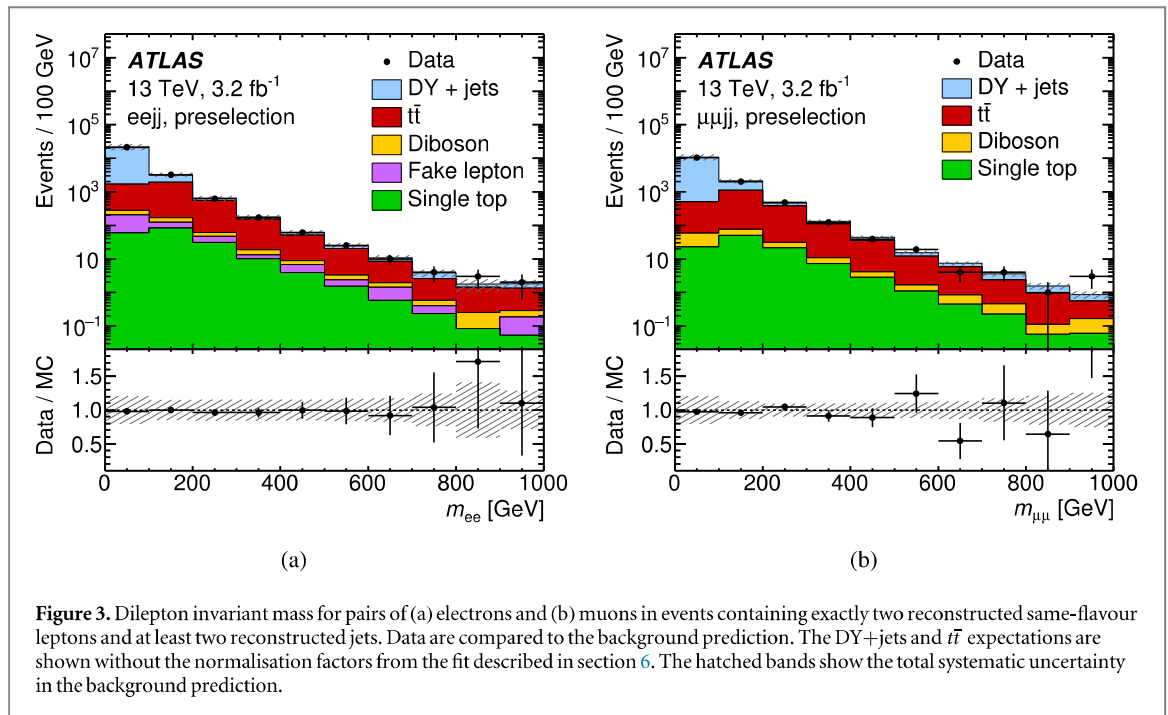 Events / 100 GeV
10⁷
10⁵
10³
10
10⁻¹
ATLAS
13 TeV, 3.2 fb⁻¹
eejj, preselection
Data
DY + jets
tt̄
Diboson
Fake lepton
Single top
Data / MC
1.5
1.0
0.5
0 200 400 600 800 1000
mₑₑ [GeV]
(a)
Events / 100 GeV
10⁷
10⁵
10³
10
10⁻¹
ATLAS
13 TeV, 3.2 fb⁻¹
μμjj, preselection
Data
DY + jets
tt̄
Diboson
Single top
Data / MC
1.5
1.0
0.5
0 200 400 600 800 1000
m_μμ [GeV]
(b)
Figure 3. Dilepton invariant mass for pairs of (a) electrons and (b) muons in events containing exactly two reconstructed same-flavour
leptons and at least two reconstructed jets. Data are compared to the background prediction. The DY+jets and tt̄ expectations are
shown without the normalisation factors from the fit described in section 6. The hatched bands show the total systematic uncertainty
in the background prediction.